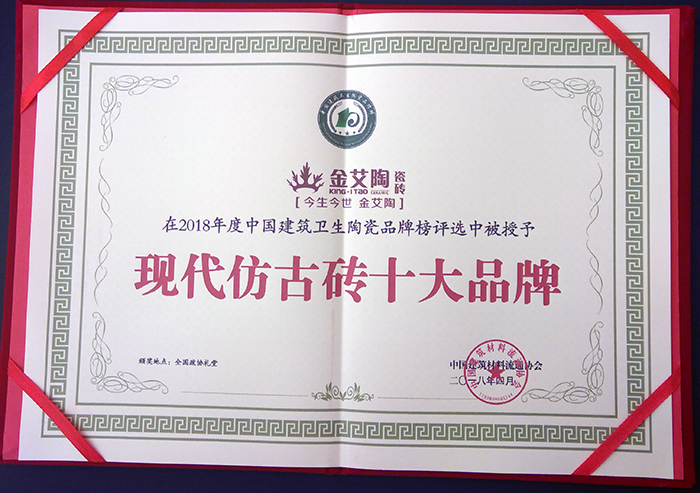 金艾陶 瓷砖
KING-ITAO CERAMIC
[今生今世 金艾陶]
在2018年度中国建筑卫生陶瓷品牌榜评选中被授予
现代仿古砖十大品牌
颁奖地点：全国政协礼堂
中国建筑材料流通协会
二〇一八年四月